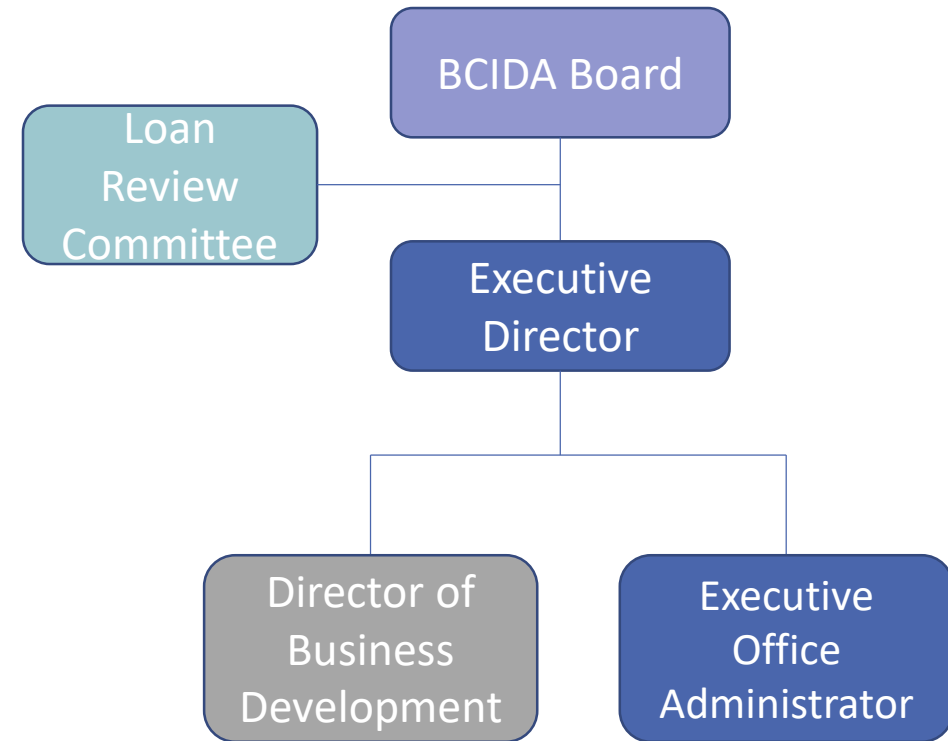 BCIDA Board
Loan
Review
Committee
Executive
Director
Director of
Business
Development
Executive
Office
Administrator